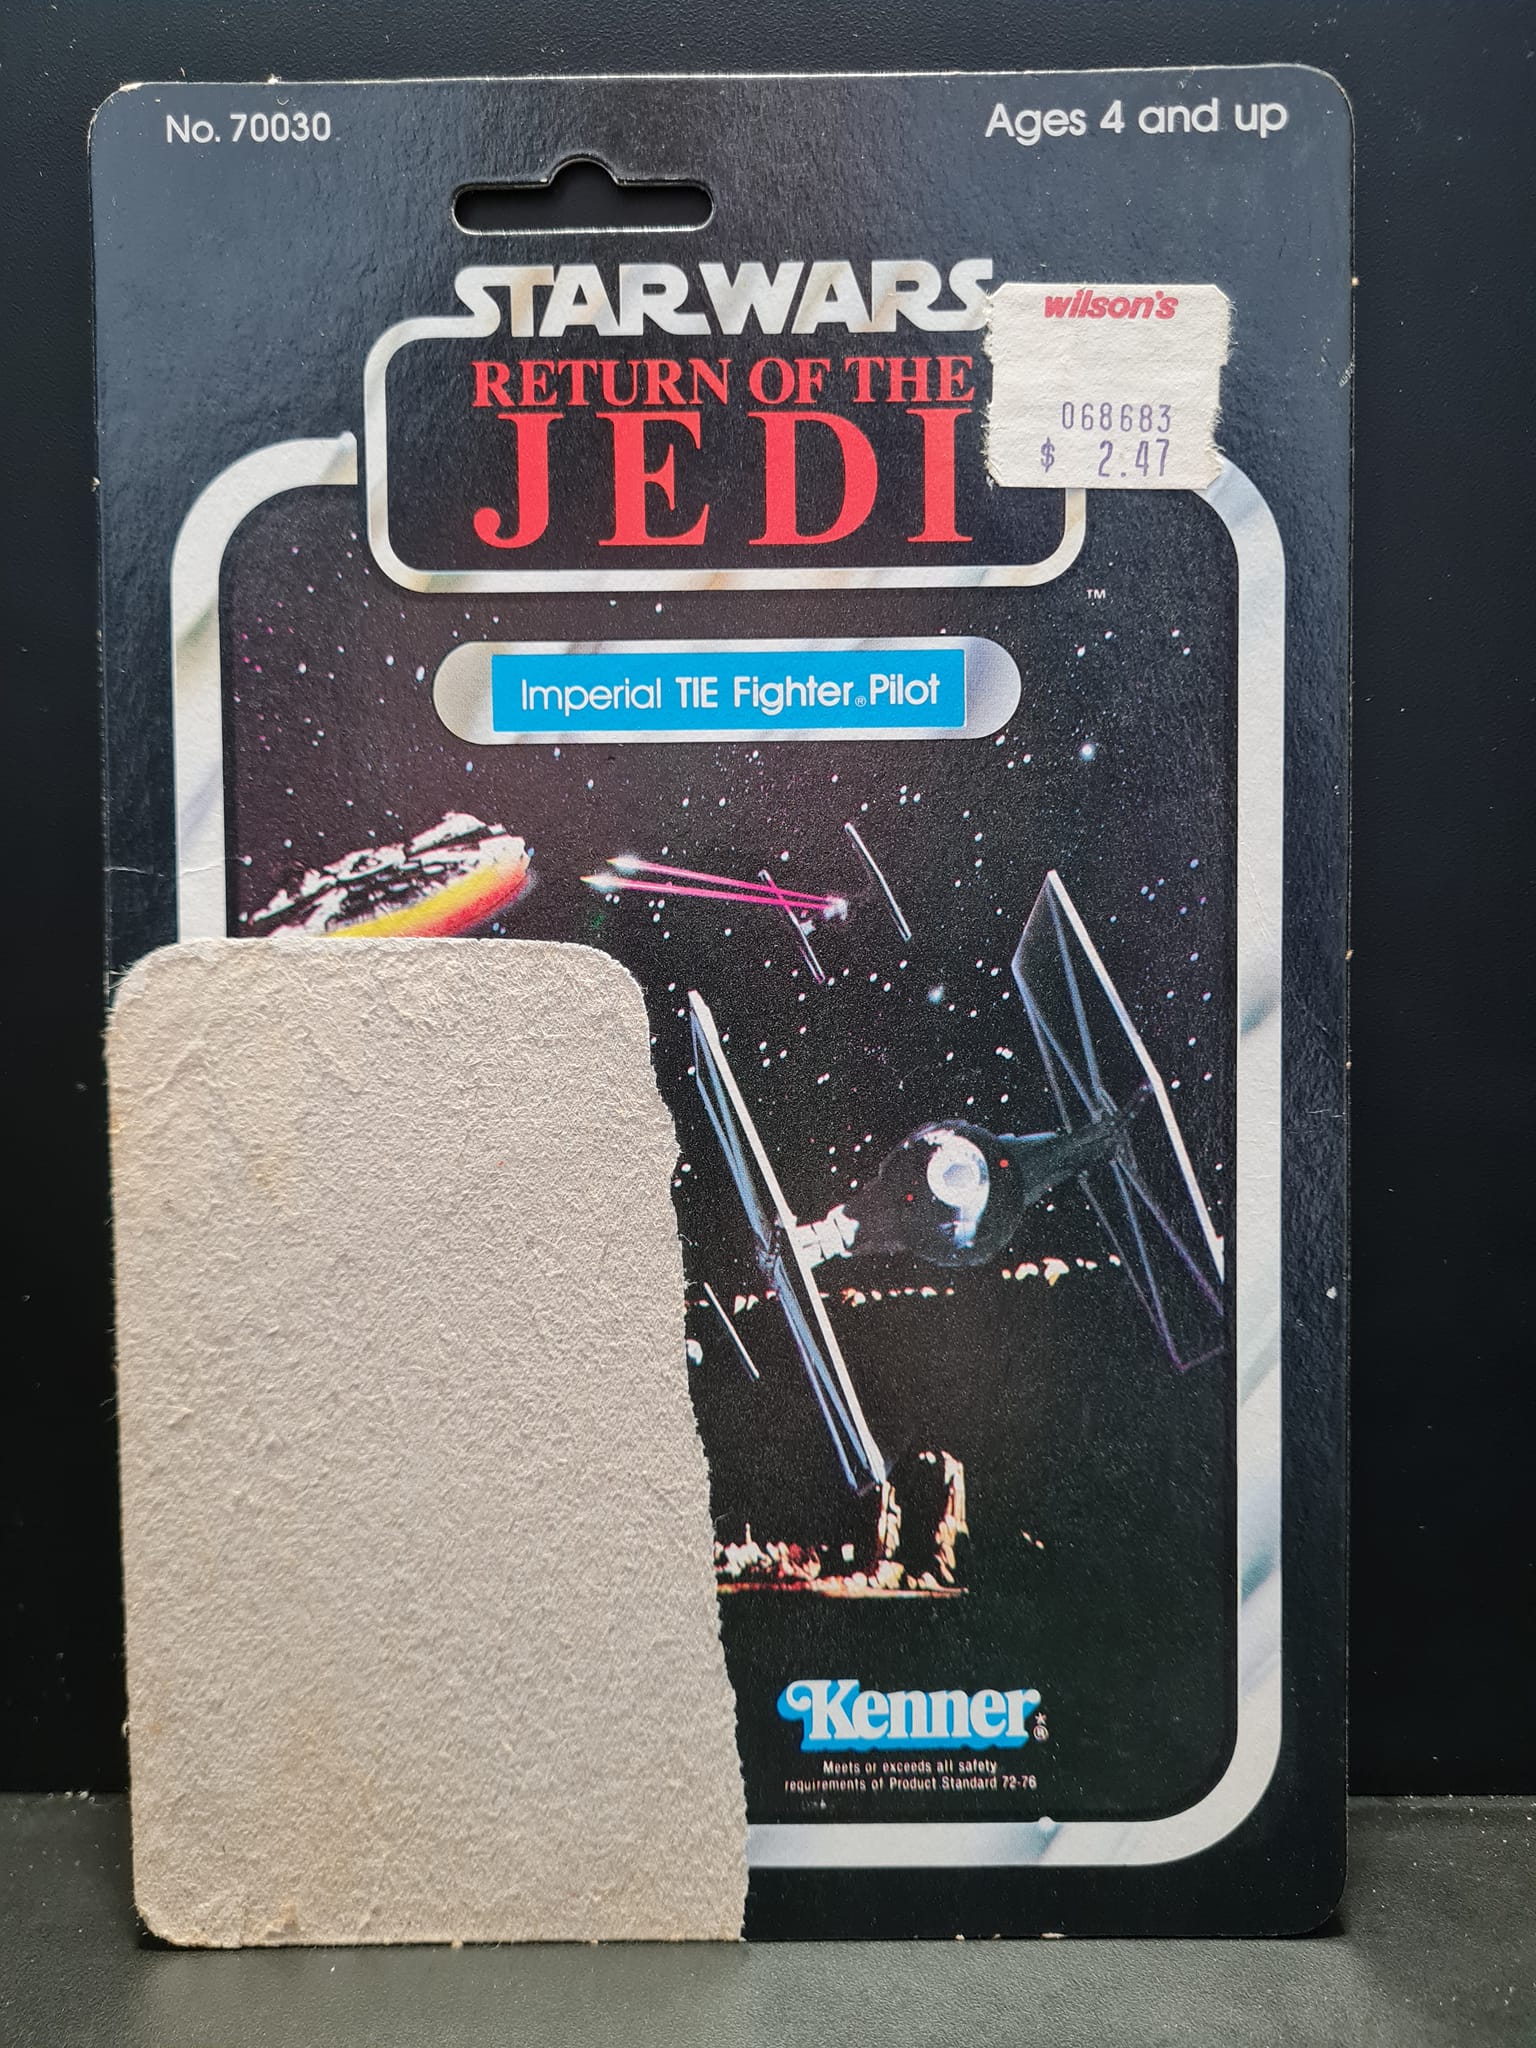 No. 70030
Ages 4 and up
STAR WARS
wilson's
RETURN OF THE
JEDI
068683
$ 2.47
TM
Imperial TIE Fighter® Pilot
Kenner*®
Meets or exceeds all safety
requirements of Product Standard 72-76